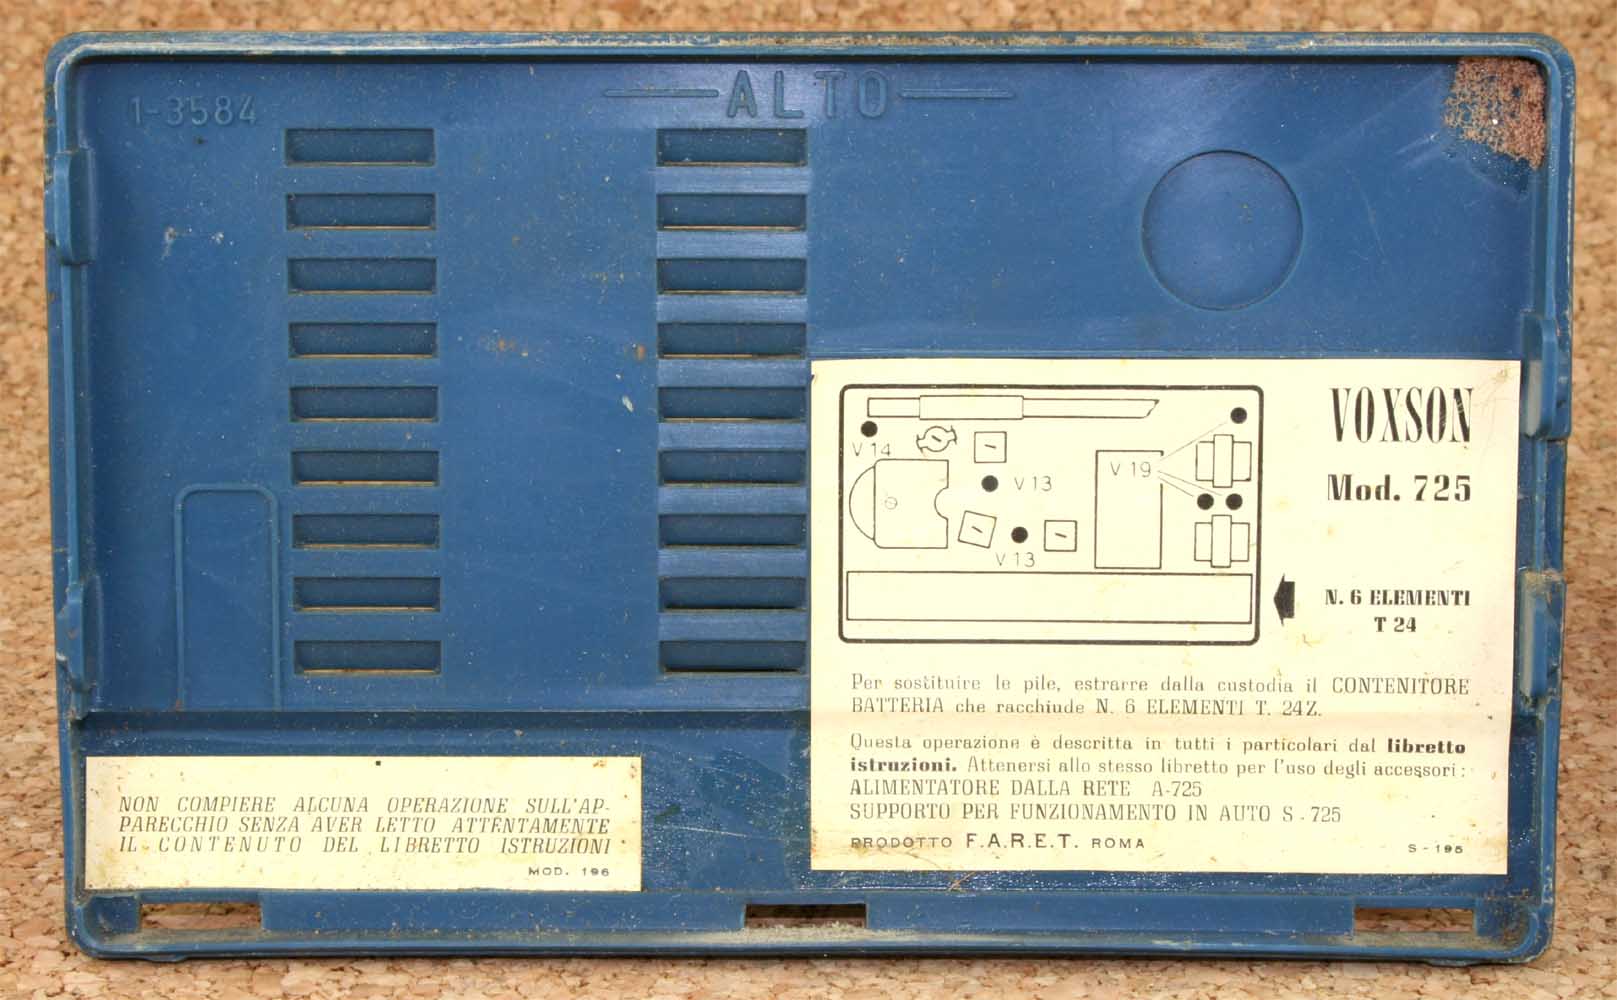 ALTO
1-3584
VOXSON
Mod. 725
V 14
V 13
V 19
V 13
N. 6 ELEMENTI
T 24
Per sostituire le pile, estrarre dalla custodia il CONTENITORE
BATTERIA che racchiude N. 6 ELEMENTI T. 24Z.
Questa operazione è descritta in tutti i particolari dal libretto
istruzioni. Attenersi allo stesso libretto per l'uso degli accessori:
ALIMENTATORE DALLA RETE A-725
SUPPORTO PER FUNZIONAMENTO IN AUTO S - 725
PRODOTTO F.A.R.E.T. ROMA
S - 195
NON COMPIERE ALCUNA OPERAZIONE SULL'AP-
PARECCHIO SENZA AVER LETTO ATTENTAMENTE
IL CONTENUTO DEL LIBRETTO ISTRUZIONI
MOD. 196